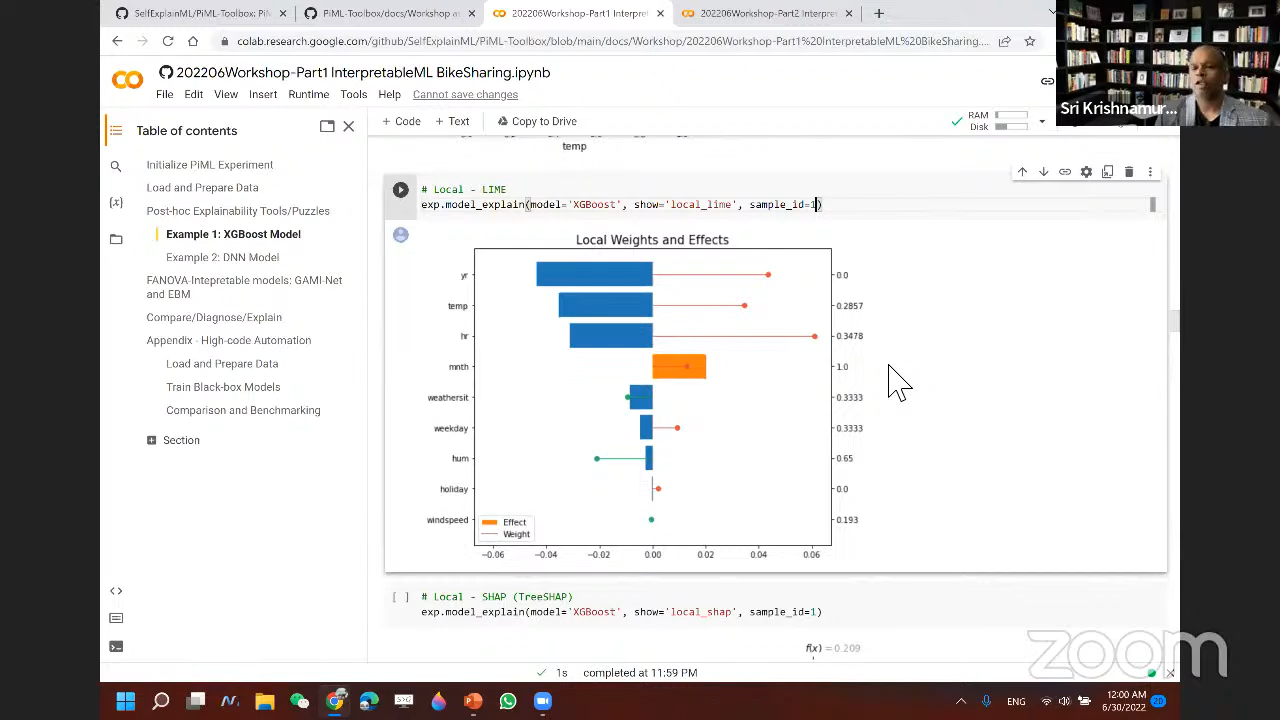 SelfExplainML/PiML-Toolbox: PiM
PiML-Toolbox/Workshop at main
202206Workshop-Part1 Interpret
202206Workshop-Part1 Interpret
colab.research.google.com/github/SelfExplainML/PiML-Toolbox/blob/main/docs/Workshop/202206Workshop-Part1%20InterpretableML%20BikeSharing....
202206Workshop-Part1 InterpretableML BikeSharing.ipynb
File Edit View Insert Runtime Tools Help Cannot save changes
Sri Krishnamur...
Table of contents
+ Code
Copy to Drive
RAM
Disk
Initialize PiML Experiment
Load and Prepare Data
Post-hoc Explainability Tools/Puzzles
Example 1: XGBoost Model
Example 2: DNN Model
FANOVA-Intepretable models: GAMI-Net
and EBM
Compare/Diagnose/Explain
Appendix - High-code Automation
Load and Prepare Data
Train Black-box Models
Comparison and Benchmarking
Section
temp
# Local - LIME
exp.model_explain(model='XGBoost', show='local_lime', sample_id=1)
Local Weights and Effects
yr 0.0
temp 0.2857
hr 0.3478
mnth 1.0
weathersit 0.3333
weekday 0.3333
hum 0.65
holiday 0.0
windspeed 0.193
Effect
Weight
−0.06 −0.04 −0.02 0.00 0.02 0.04 0.06
[ ] # Local - SHAP (TreeSHAP)
exp.model_explain(model='XGBoost', show='local_shap', sample_id=1)
f(x) = 0.209
zoom
1s completed at 11:59 PM
ENG
12:00 AM
6/30/2022
20